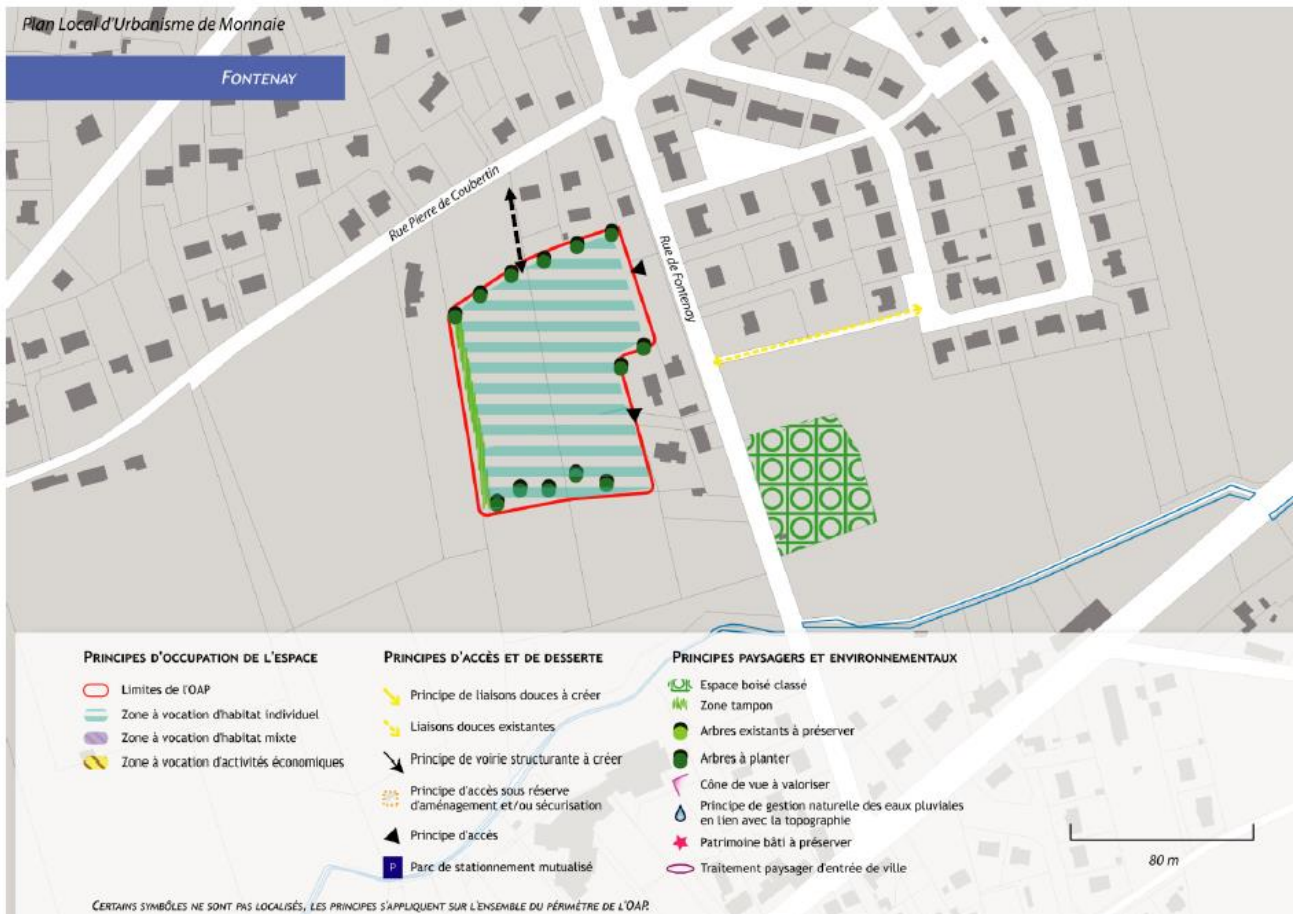 Plan Local d'Urbanisme de Monnaie
FONTENAY
Rue Pierre de Coubertin
Rue de Fontenay
PRINCIPES D'OCCUPATION DE L'ESPACE
Limites de l'OAP
Zone à vocation d'habitat individuel
Zone à vocation d'habitat mixte
Zone à vocation d'activités économiques
PRINCIPES D'ACCÈS ET DE DESSERTE
Principe de liaisons douces à créer
Liaisons douces existantes
Principe de voirie structurante à créer
Principe d'accès sous réserve
d'aménagement et/ou sécurisation
Principe d'accès
P
Parc de stationnement mutualisé
PRINCIPES PAYSAGERS ET ENVIRONNEMENTAUX
Espace boisé classé
Zone tampon
Arbres existants à préserver
Arbres à planter
Cône de vue à valoriser
Principe de gestion naturelle des eaux pluviales
en lien avec la topographie
Patrimoine bâti à préserver
Traitement paysager d'entrée de ville
80 m
CERTAINS SYMBÔLES NE SONT PAS LOCALISÉS, LES PRINCIPES S'APPLIQUENT SUR L'ENSEMBLE DU PÉRIMÈTRE DE L'OAP.